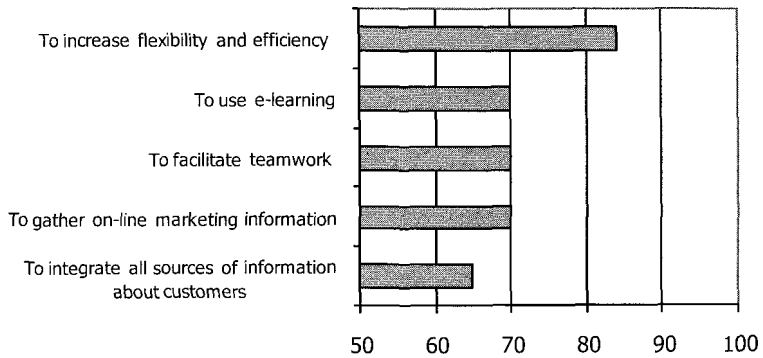 To increase flexibility and efficiency
To use e-learning
To facilitate teamwork
To gather on-line marketing information
To integrate all sources of information
about customers
50 60 70 80 90 100